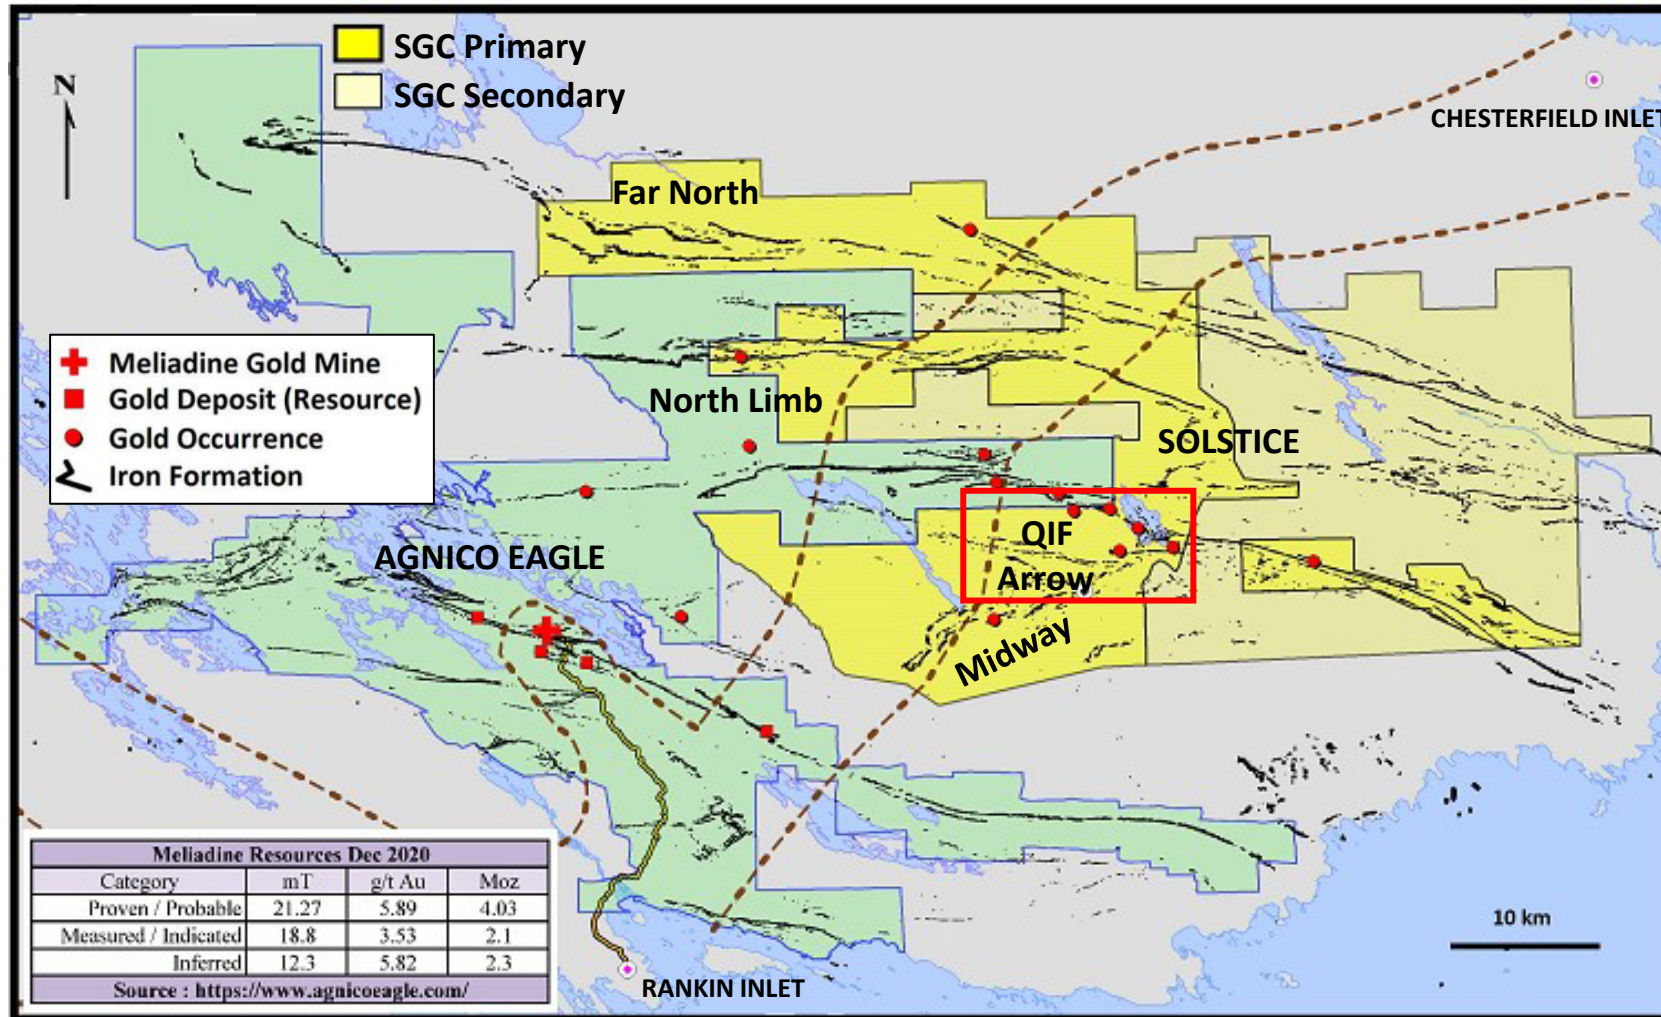 SGC Primary
SGC Secondary
N
CHESTERFIELD INLET
Far North
Meliadine Gold Mine
Gold Deposit (Resource)
Gold Occurrence
Iron Formation
North Limb
SOLSTICE
QIF
Arrow
AGNICO EAGLE
Midway
Meliadine Resources Dec 2020
Category mT g/t Au Moz
Proven / Probable 21.27 5.89 4.03
Measured / Indicated 18.8 3.53 2.1
Inferred 12.3 5.82 2.3
Source : https://www.agnicoeagle.com/
10 km
RANKIN INLET